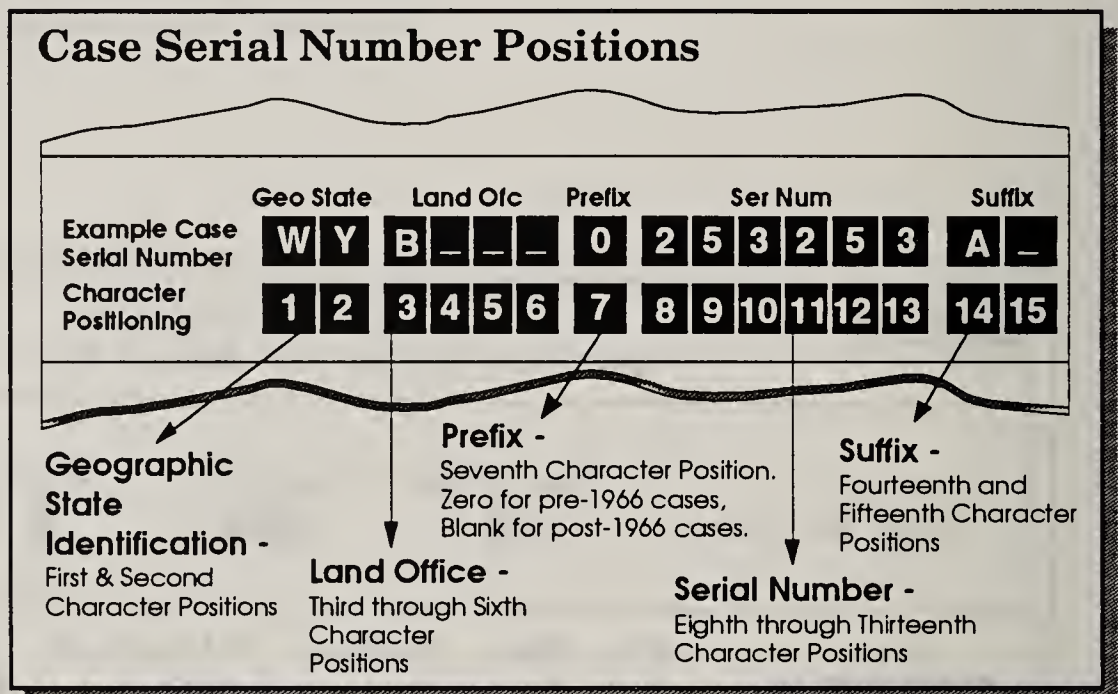 Case Serial Number Positions
Geo State Land Ofc Prefix Ser Num Suffix
Example Case
Serial Number
W Y B _ _ _ 0 2 5 3 2 5 3 A _
Character
Positioning
1 2 3 4 5 6 7 8 9 10 11 12 13 14 15
Geographic
State
Identification -
First & Second
Character Positions
Land Office -
Third through Sixth
Character
Positions
Prefix -
Seventh Character Position.
Zero for pre-1966 cases,
Blank for post-1966 cases.
Serial Number -
Eighth through Thirteenth
Character Positions
Suffix -
Fourteenth and
Fifteenth Character
Positions